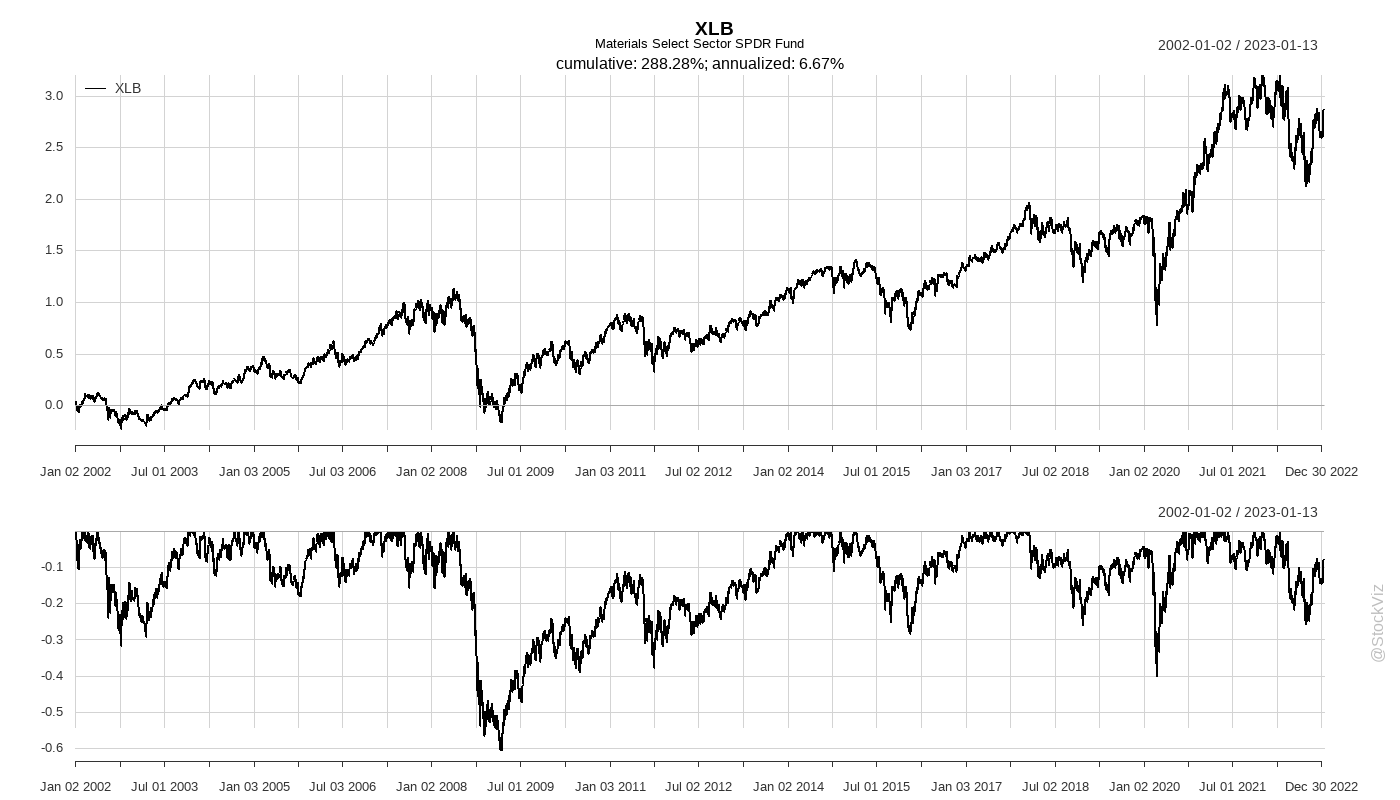 XLB
Materials Select Sector SPDR Fund
2002-01-02 / 2023-01-13
cumulative: 288.28%; annualized: 6.67%
XLB
3.0
2.5
2.0
1.5
1.0
0.5
0.0
Jan 02 2002 Jul 01 2003 Jan 03 2005 Jul 03 2006 Jan 02 2008 Jul 01 2009 Jan 03 2011 Jul 02 2012 Jan 02 2014 Jul 01 2015 Jan 03 2017 Jul 02 2018 Jan 02 2020 Jul 01 2021 Dec 30 2022
2002-01-02 / 2023-01-13
-0.1
-0.2
-0.3
-0.4
-0.5
-0.6
Jan 02 2002 Jul 01 2003 Jan 03 2005 Jul 03 2006 Jan 02 2008 Jul 01 2009 Jan 03 2011 Jul 02 2012 Jan 02 2014 Jul 01 2015 Jan 03 2017 Jul 02 2018 Jan 02 2020 Jul 01 2021 Dec 30 2022
@StockViz